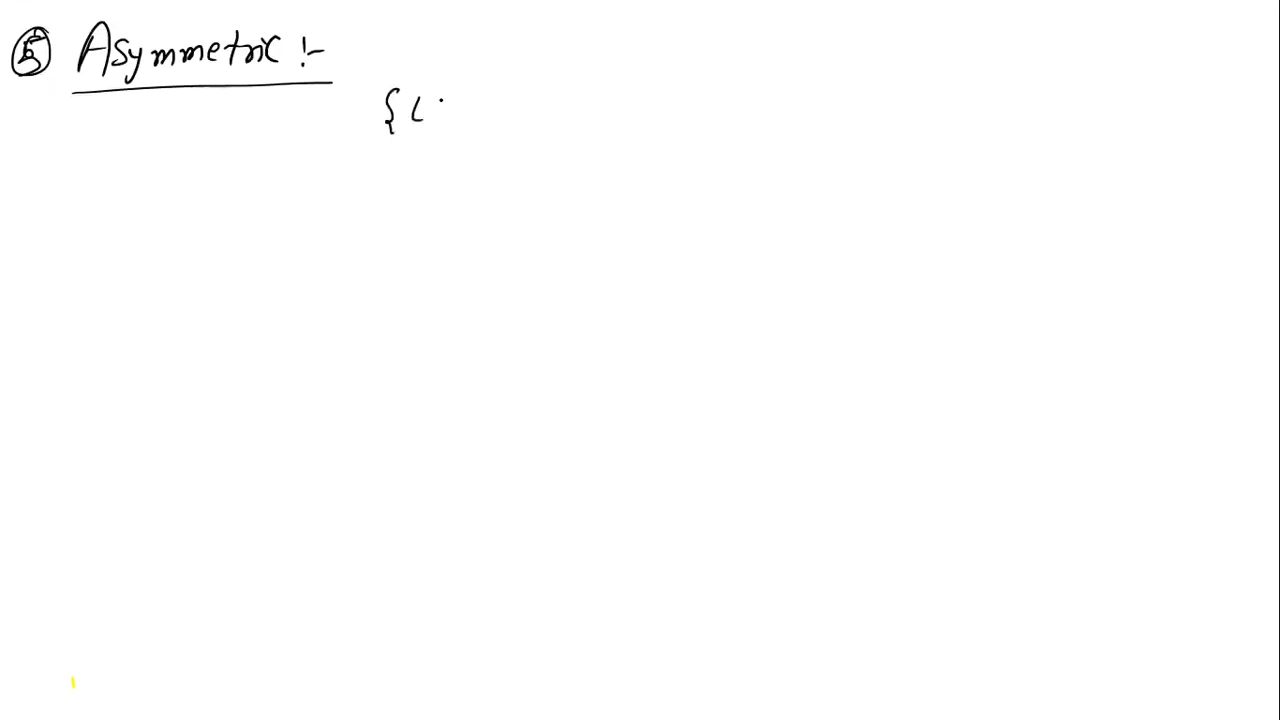 ⑤ Asymmetric :-
{ (